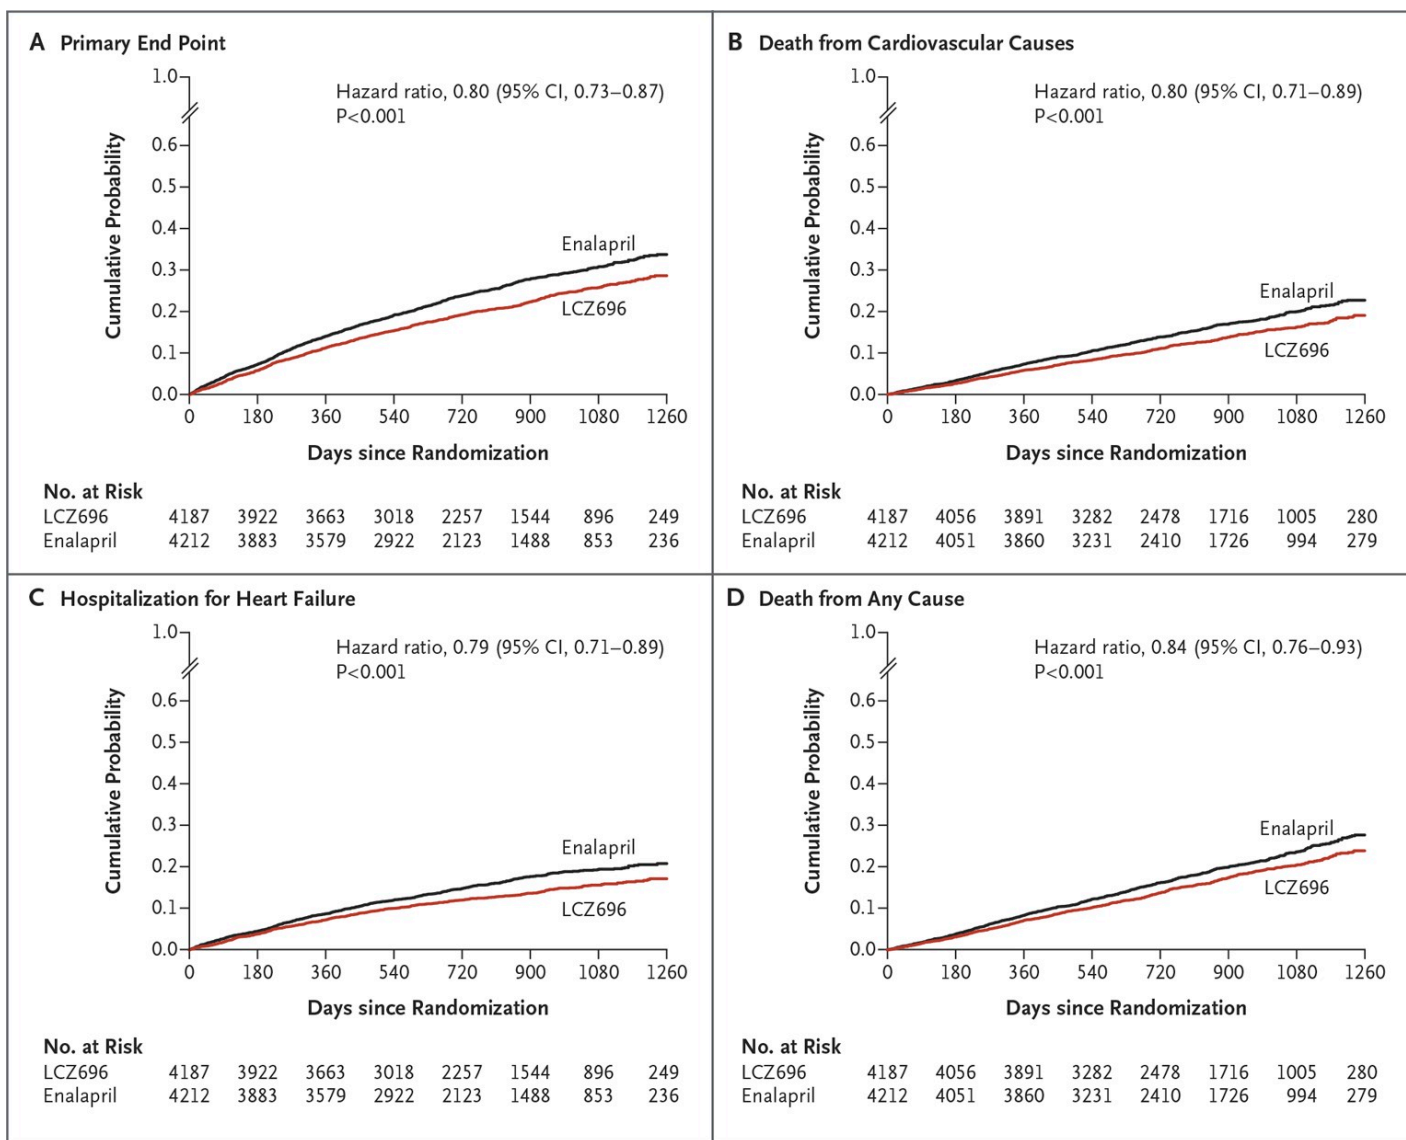 A Primary End Point
1.0
Hazard ratio, 0.80 (95% CI, 0.73–0.87)
P<0.001
0.6
0.5
0.4
0.3
0.2
0.1
0.0
Cumulative Probability
Enalapril
LCZ696
0 180 360 540 720 900 1080 1260
Days since Randomization
No. at Risk
LCZ696 4187 3922 3663 3018 2257 1544 896 249
Enalapril 4212 3883 3579 2922 2123 1488 853 236
B Death from Cardiovascular Causes
1.0
Hazard ratio, 0.80 (95% CI, 0.71–0.89)
P<0.001
0.6
0.5
0.4
0.3
0.2
0.1
0.0
Cumulative Probability
Enalapril
LCZ696
0 180 360 540 720 900 1080 1260
Days since Randomization
No. at Risk
LCZ696 4187 4056 3891 3282 2478 1716 1005 280
Enalapril 4212 4051 3860 3231 2410 1726 994 279
C Hospitalization for Heart Failure
1.0
Hazard ratio, 0.79 (95% CI, 0.71–0.89)
P<0.001
0.6
0.5
0.4
0.3
0.2
0.1
0.0
Cumulative Probability
Enalapril
LCZ696
0 180 360 540 720 900 1080 1260
Days since Randomization
No. at Risk
LCZ696 4187 3922 3663 3018 2257 1544 896 249
Enalapril 4212 3883 3579 2922 2123 1488 853 236
D Death from Any Cause
1.0
Hazard ratio, 0.84 (95% CI, 0.76–0.93)
P<0.001
0.6
0.5
0.4
0.3
0.2
0.1
0.0
Cumulative Probability
Enalapril
LCZ696
0 180 360 540 720 900 1080 1260
Days since Randomization
No. at Risk
LCZ696 4187 4056 3891 3282 2478 1716 1005 280
Enalapril 4212 4051 3860 3231 2410 1726 994 279